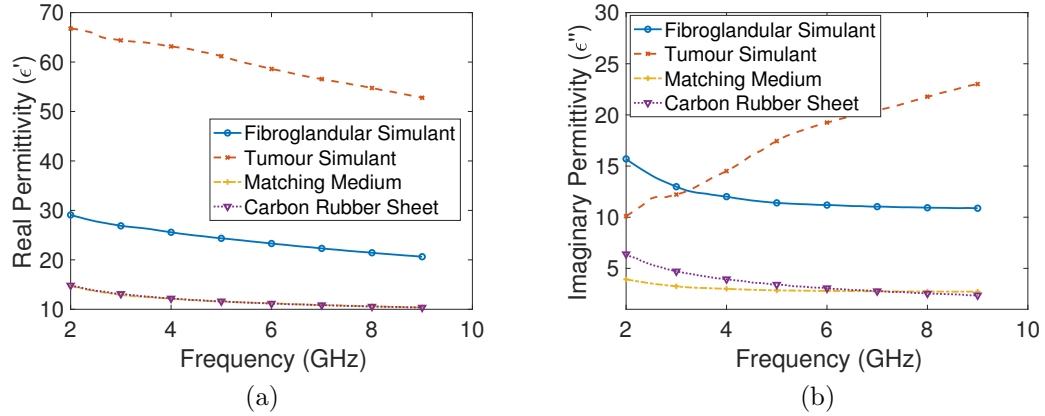 70
60
50
40
30
20
10
Real Permittivity (ϵ')
Fibroglandular Simulant
Tumour Simulant
Matching Medium
Carbon Rubber Sheet
2
4
6
8
10
Frequency (GHz)
(a)
30
25
20
15
10
5
Imaginary Permittivity (ϵ'')
Fibroglandular Simulant
Tumour Simulant
Matching Medium
Carbon Rubber Sheet
2
4
6
8
10
Frequency (GHz)
(b)